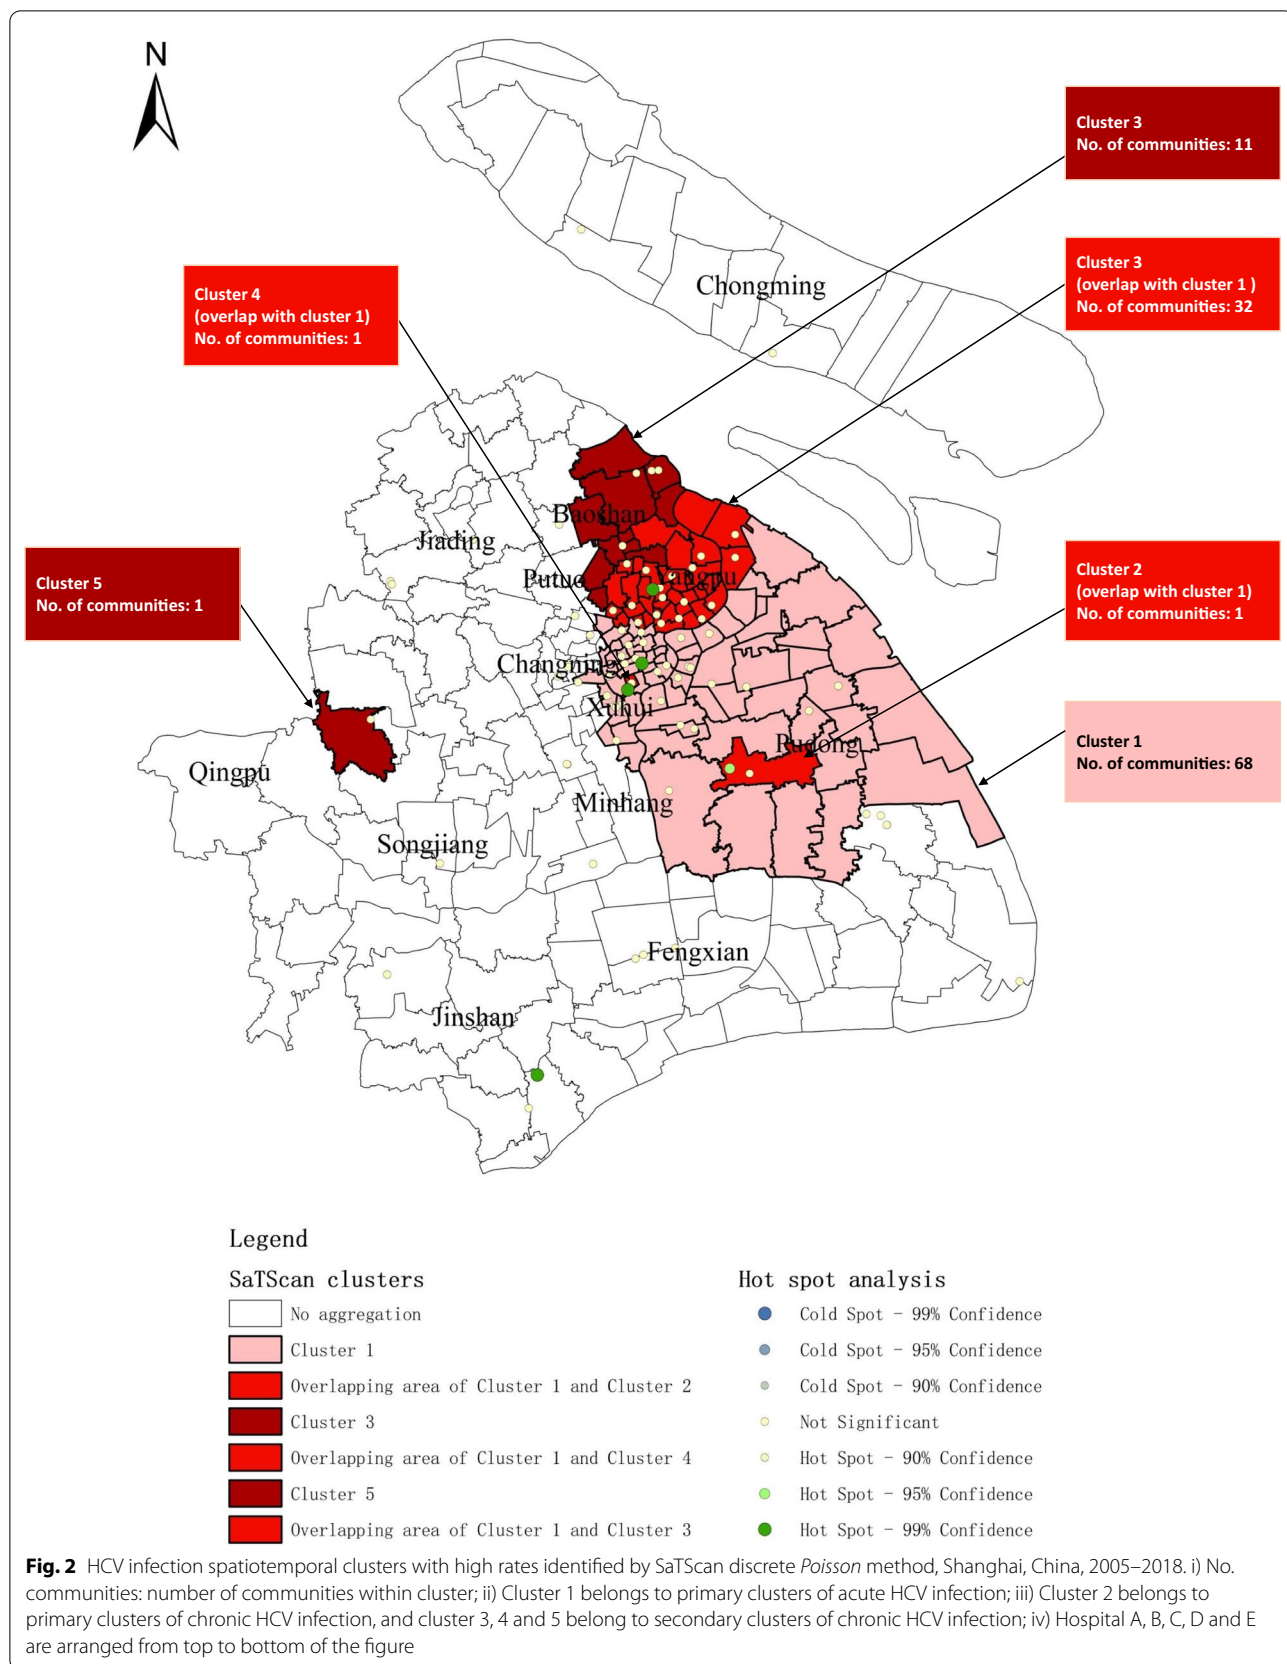 N
Cluster 3
No. of communities: 11
Cluster 3
(overlap with cluster 1 )
No. of communities: 32
Cluster 4
(overlap with cluster 1)
No. of communities: 1
Chongming
Baoshan
Jiading
Cluster 5
No. of communities: 1
Putuo
Yangpu
Cluster 2
(overlap with cluster 1)
No. of communities: 1
Changning
Xuhui
Pudong
Cluster 1
No. of communities: 68
Qingpu
Minhang
Songjiang
Fengxian
Jinshan
Legend
SaTScan clusters
No aggregation
Cluster 1
Overlapping area of Cluster 1 and Cluster 2
Cluster 3
Overlapping area of Cluster 1 and Cluster 4
Cluster 5
Overlapping area of Cluster 1 and Cluster 3
Hot spot analysis
Cold Spot - 99% Confidence
Cold Spot - 95% Confidence
Cold Spot - 90% Confidence
Not Significant
Hot Spot - 90% Confidence
Hot Spot - 95% Confidence
Hot Spot - 99% Confidence
Fig. 2 HCV infection spatiotemporal clusters with high rates identified by SaTScan discrete Poisson method, Shanghai, China, 2005–2018. i) No.
communities: number of communities within cluster; ii) Cluster 1 belongs to primary clusters of acute HCV infection; iii) Cluster 2 belongs to
primary clusters of chronic HCV infection, and cluster 3, 4 and 5 belong to secondary clusters of chronic HCV infection; iv) Hospital A, B, C, D and E
are arranged from top to bottom of the figure